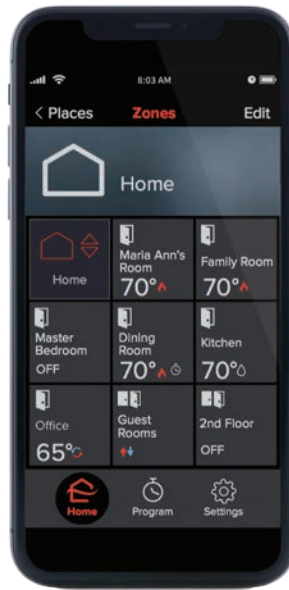 8:03 AM
< Places Zones Edit
Home
Home
Maria Ann's
Room
70°
Family Room
70°
Master
Bedroom
OFF
Dining
Room
70°
Kitchen
70°
Office
65°
Guest
Rooms
2nd Floor
OFF
Home Program Settings